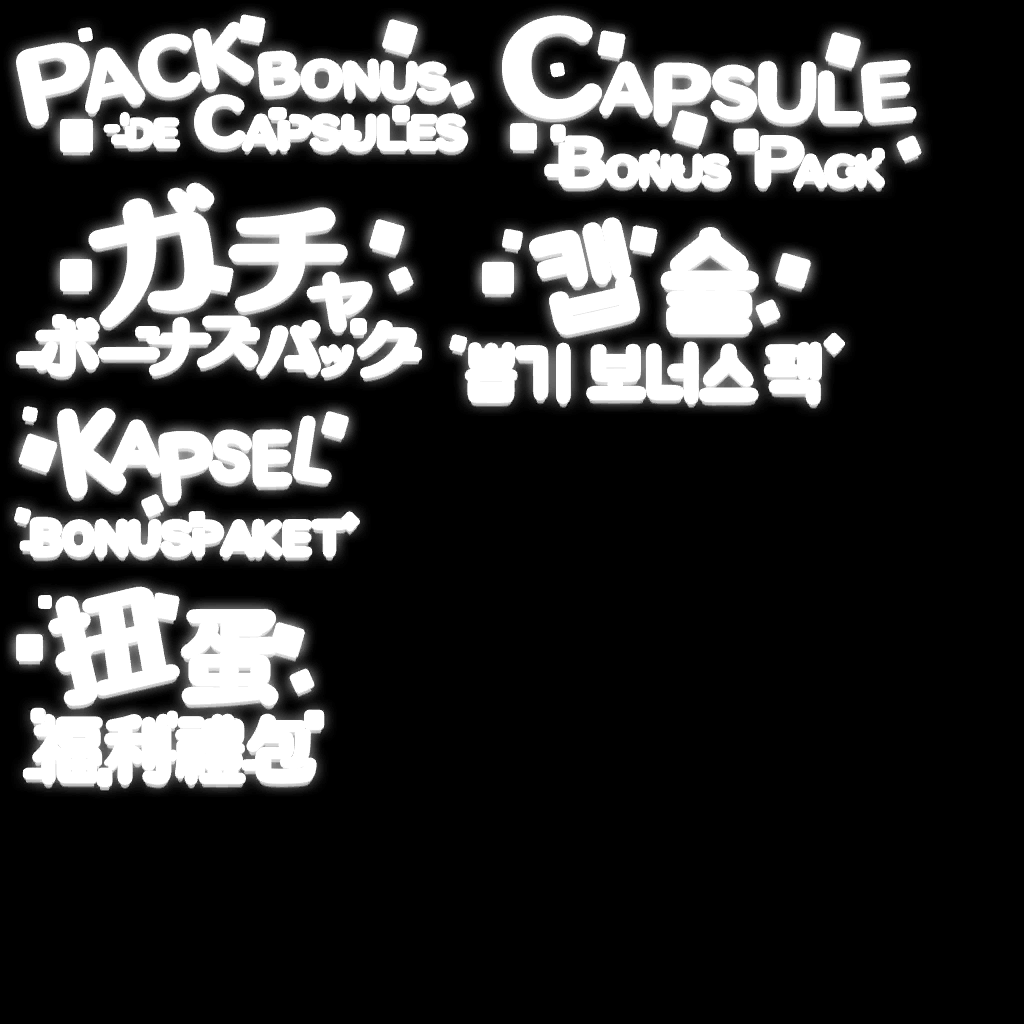 PACK BONUS
DE CAPSULES
CAPSULE
BONUS PACK
ガチャ
ボーナスパック
캡슐
뽑기 보너스 팩
KAPSEL
BONUSPAKET
扭蛋
福利禮包